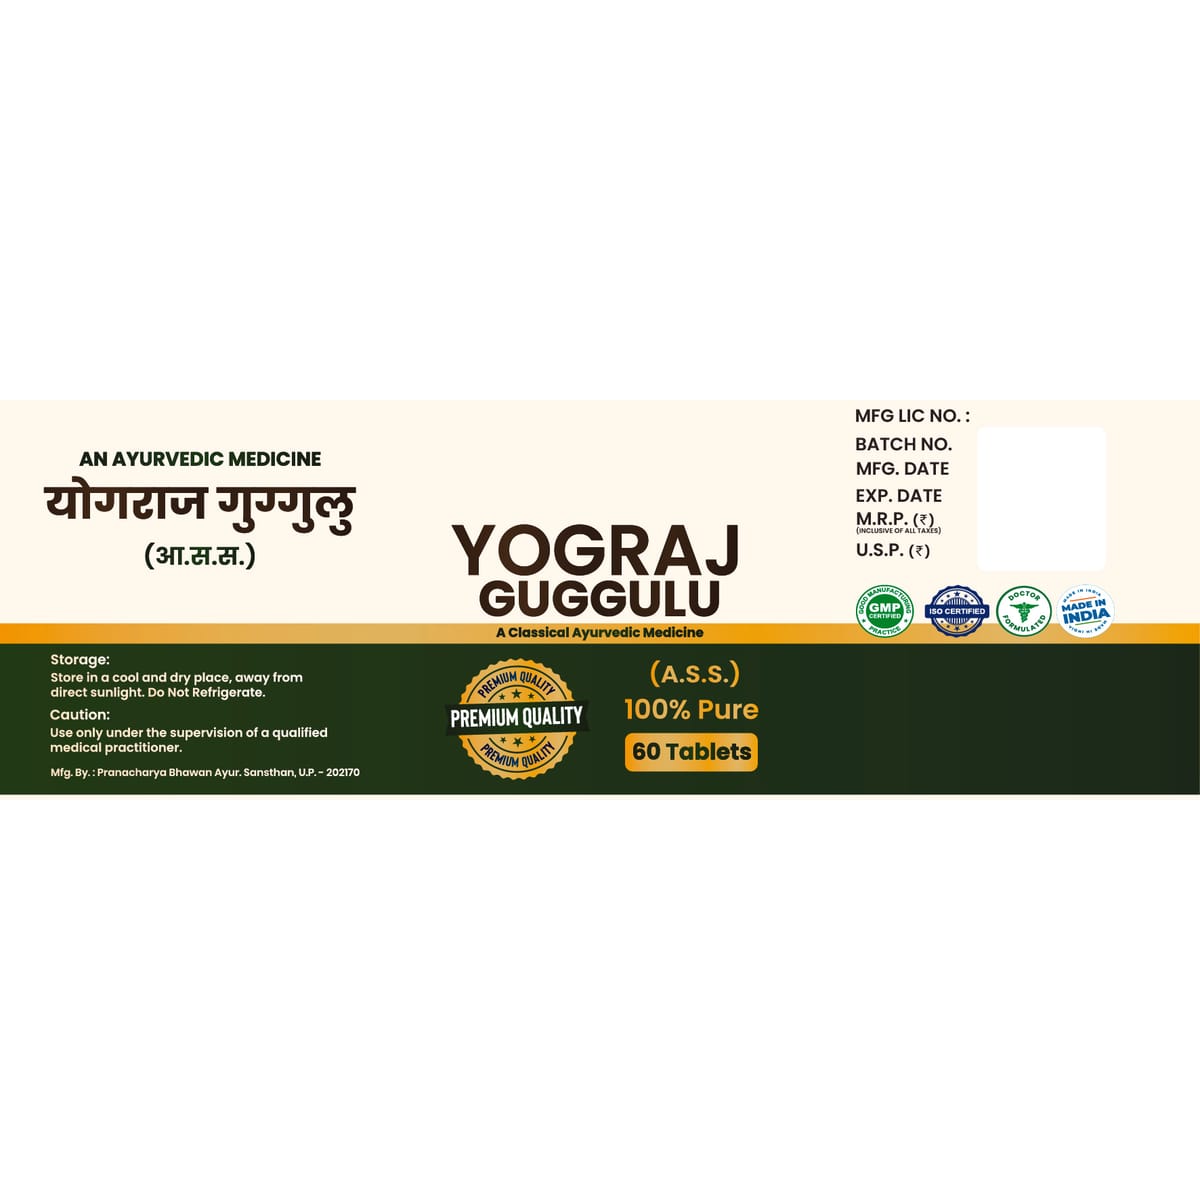 AN AYURVEDIC MEDICINE
योगराज गुग्गुलु
(आ.स.स.)
Storage:
Store in a cool and dry place, away from
direct sunlight. Do Not Refrigerate.
Caution:
Use only under the supervision of a qualified
medical practitioner.
Mfg. By. : Pranacharya Bhawan Ayur. Sansthan, U.P. - 202170
YOGRAJ
GUGGULU
A Classical Ayurvedic Medicine
PREMIUM QUALITY
PREMIUM QUALITY
PREMIUM QUALITY
(A.S.S.)
100% Pure
60 Tablets
MFG LIC NO. :
BATCH NO.
MFG. DATE
EXP. DATE
M.R.P. (₹)
(INCLUSIVE OF ALL TAXES)
U.S.P. (₹)
GOOD MANUFACTURING
GMP
CERTIFIED
PRACTICE
ISO CERTIFIED
DOCTOR
FORMULATED
MADE IN INDIA
MADE IN
INDIA